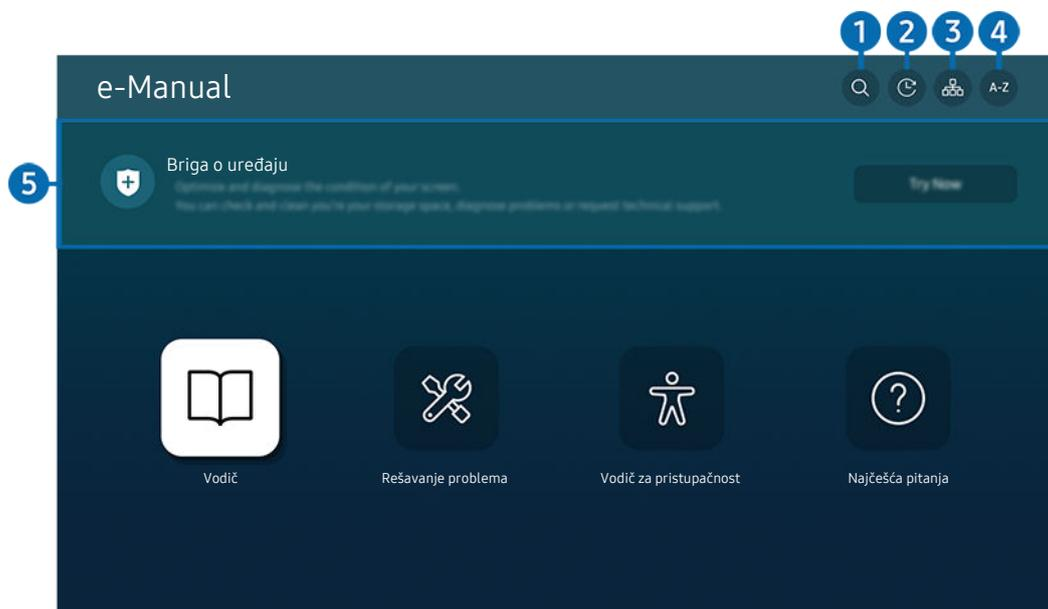 1 2 3 4
e-Manual
A-Z
5
Briga o uređaju
Optimize and diagnose the condition of your screen.
You can check and clean you're your storage space, diagnose problems or request technical support.
Try Now
Vodič
Rešavanje problema
Vodič za pristupačnost
Najčešća pitanja